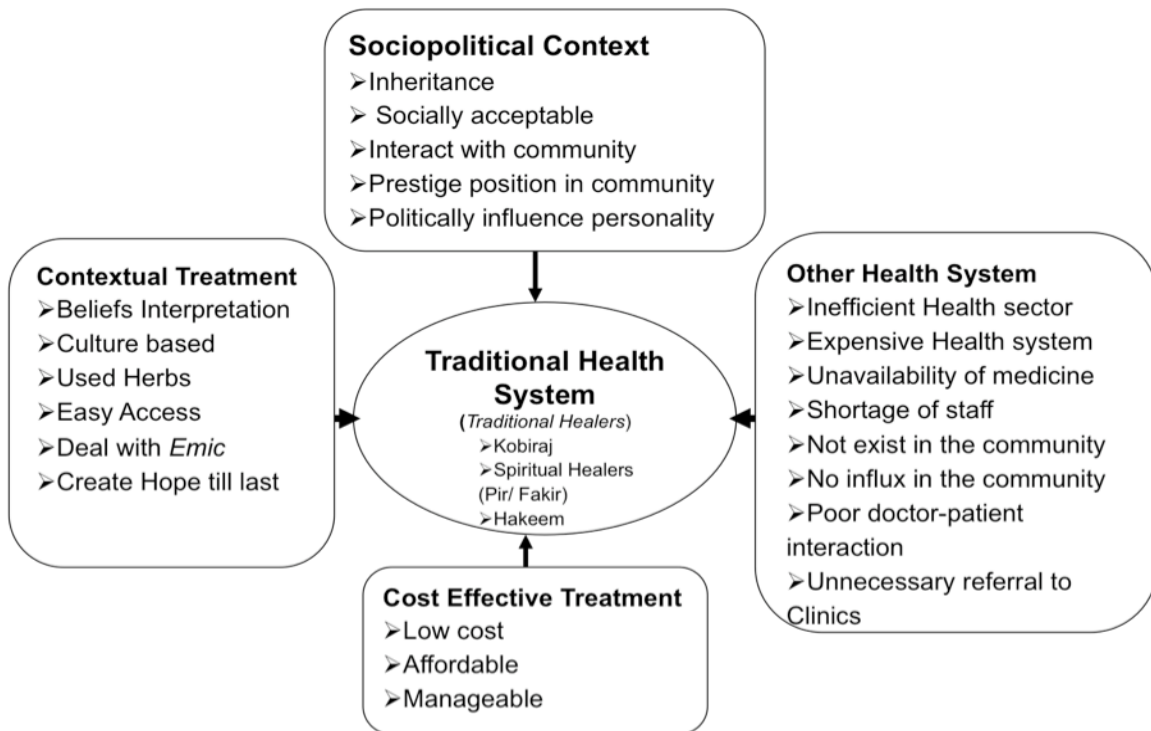 Sociopolitical Context
➢Inheritance
➢ Socially acceptable
➢Interact with community
➢Prestige position in community
➢Politically influence personality
Contextual Treatment
➢Beliefs Interpretation
➢Culture based
➢Used Herbs
➢Easy Access
➢Deal with Emic
➢Create Hope till last
Traditional Health
System
(Traditional Healers)
➢Kobiraj
➢Spiritual Healers
(Pir/ Fakir)
➢Hakeem
Other Health System
➢Inefficient Health sector
➢Expensive Health system
➢Unavailability of medicine
➢Shortage of staff
➢Not exist in the community
➢No influx in the community
➢Poor doctor-patient
interaction
➢Unnecessary referral to
Clinics
Cost Effective Treatment
➢Low cost
➢Affordable
➢Manageable